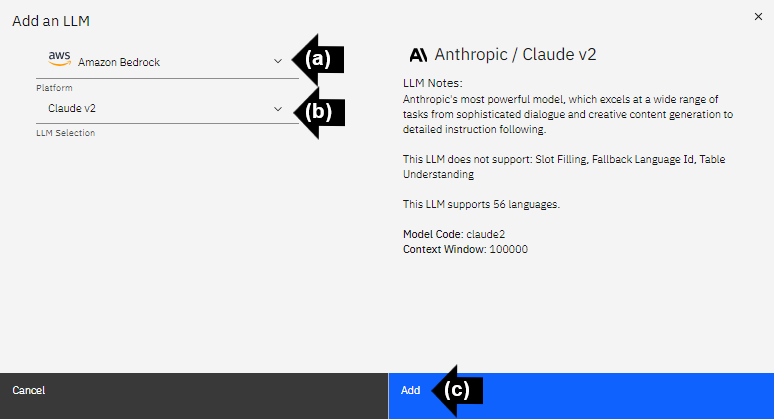 Add an LLM
aws
Amazon Bedrock
(a)
Platform
Claude v2
(b)
LLM Selection
Anthropic / Claude v2
LLM Notes:
Anthropic's most powerful model, which excels at a wide range of
tasks from sophisticated dialogue and creative content generation to
detailed instruction following.
This LLM does not support: Slot Filling, Fallback Language Id, Table
Understanding
This LLM supports 56 languages.
Model Code: claude2
Context Window: 100000
Cancel
Add
(c)